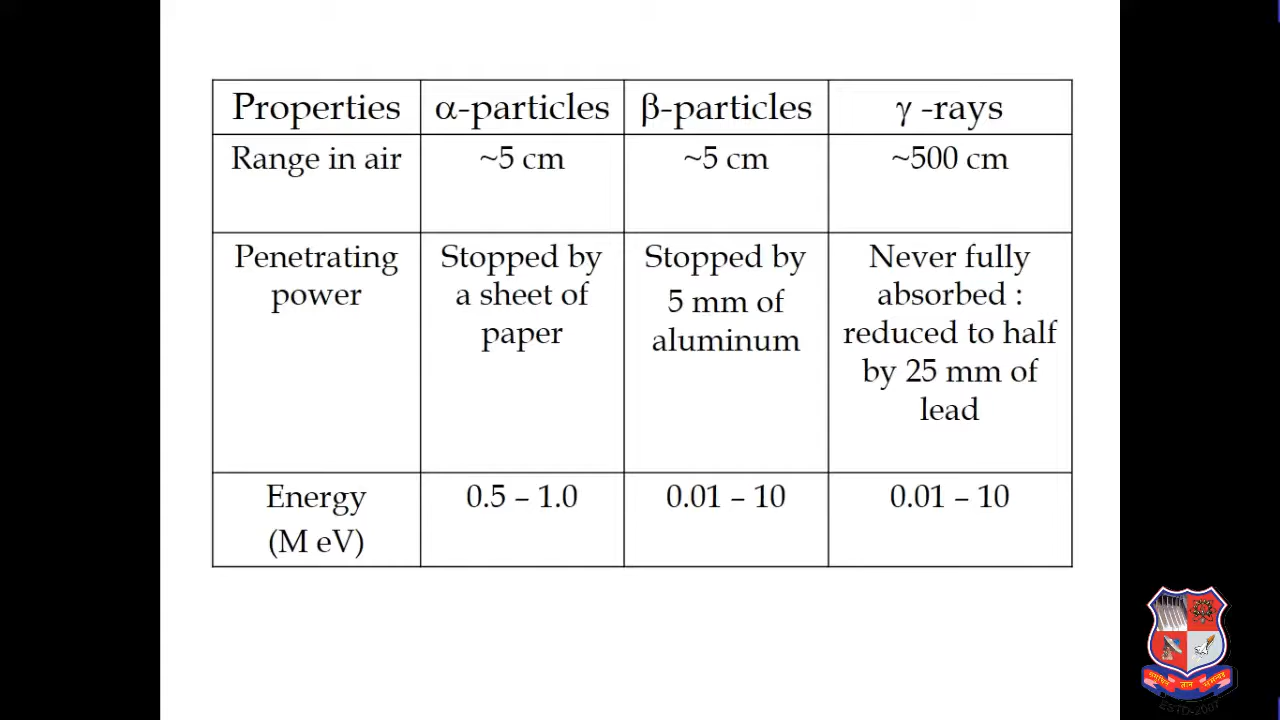 Properties α-particles β-particles γ -rays
Range in air ~5 cm ~5 cm ~500 cm
Penetrating power
Stopped by
a sheet of
paper
Stopped by
5 mm of
aluminum
Never fully
absorbed :
reduced to half
by 25 mm of
lead
Energy
(M eV)
0.5 – 1.0 0.01 – 10 0.01 – 10
ESTD-2007